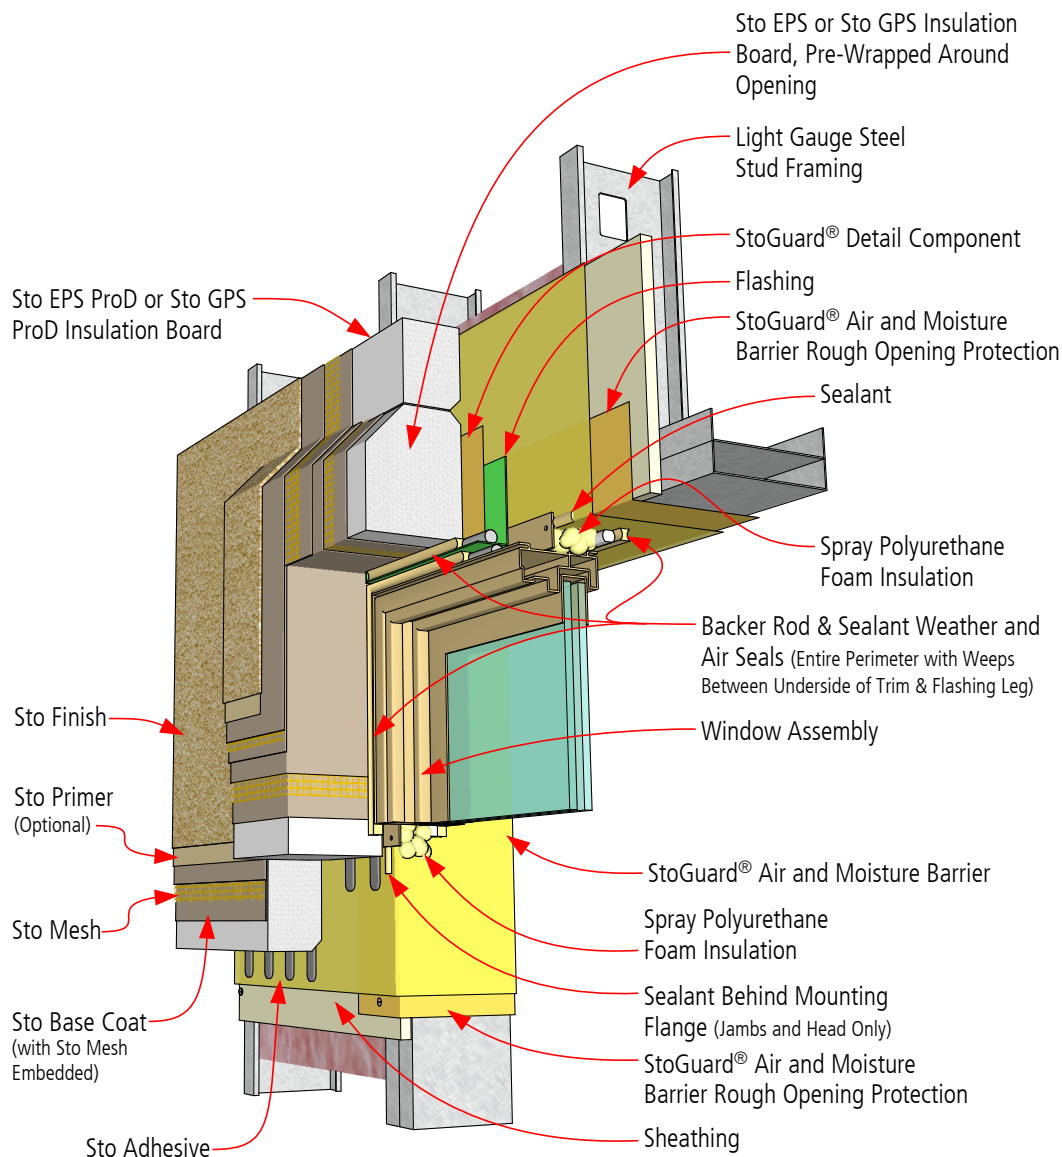 Sto EPS or Sto GPS Insulation
Board, Pre-Wrapped Around
Opening
Light Gauge Steel
Stud Framing
StoGuard® Detail Component
Flashing
StoGuard® Air and Moisture
Barrier Rough Opening Protection
Sealant
Spray Polyurethane
Foam Insulation
Backer Rod & Sealant Weather and
Air Seals (Entire Perimeter with Weeps
Between Underside of Trim & Flashing Leg)
Window Assembly
StoGuard® Air and Moisture Barrier
Spray Polyurethane
Foam Insulation
Sealant Behind Mounting
Flange (Jambs and Head Only)
StoGuard® Air and Moisture
Barrier Rough Opening Protection
Sheathing
Sto EPS ProD or Sto GPS
ProD Insulation Board
Sto Finish
Sto Primer
(Optional)
Sto Mesh
Sto Base Coat
(with Sto Mesh
Embedded)
Sto Adhesive